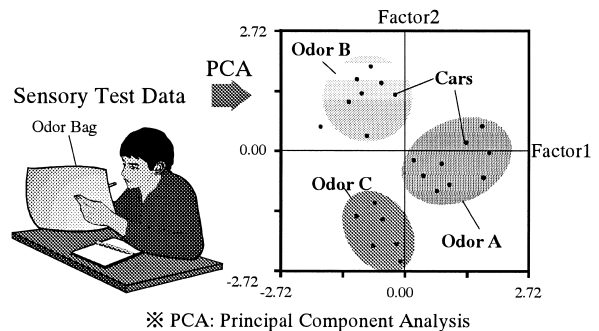 Factor2
2.72
Odor B
PCA
Cars
Sensory Test Data
Odor Bag
0.00
Factor1
Odor C
Odor A
-2.72
-2.72
0.00
2.72
※ PCA: Principal Component Analysis